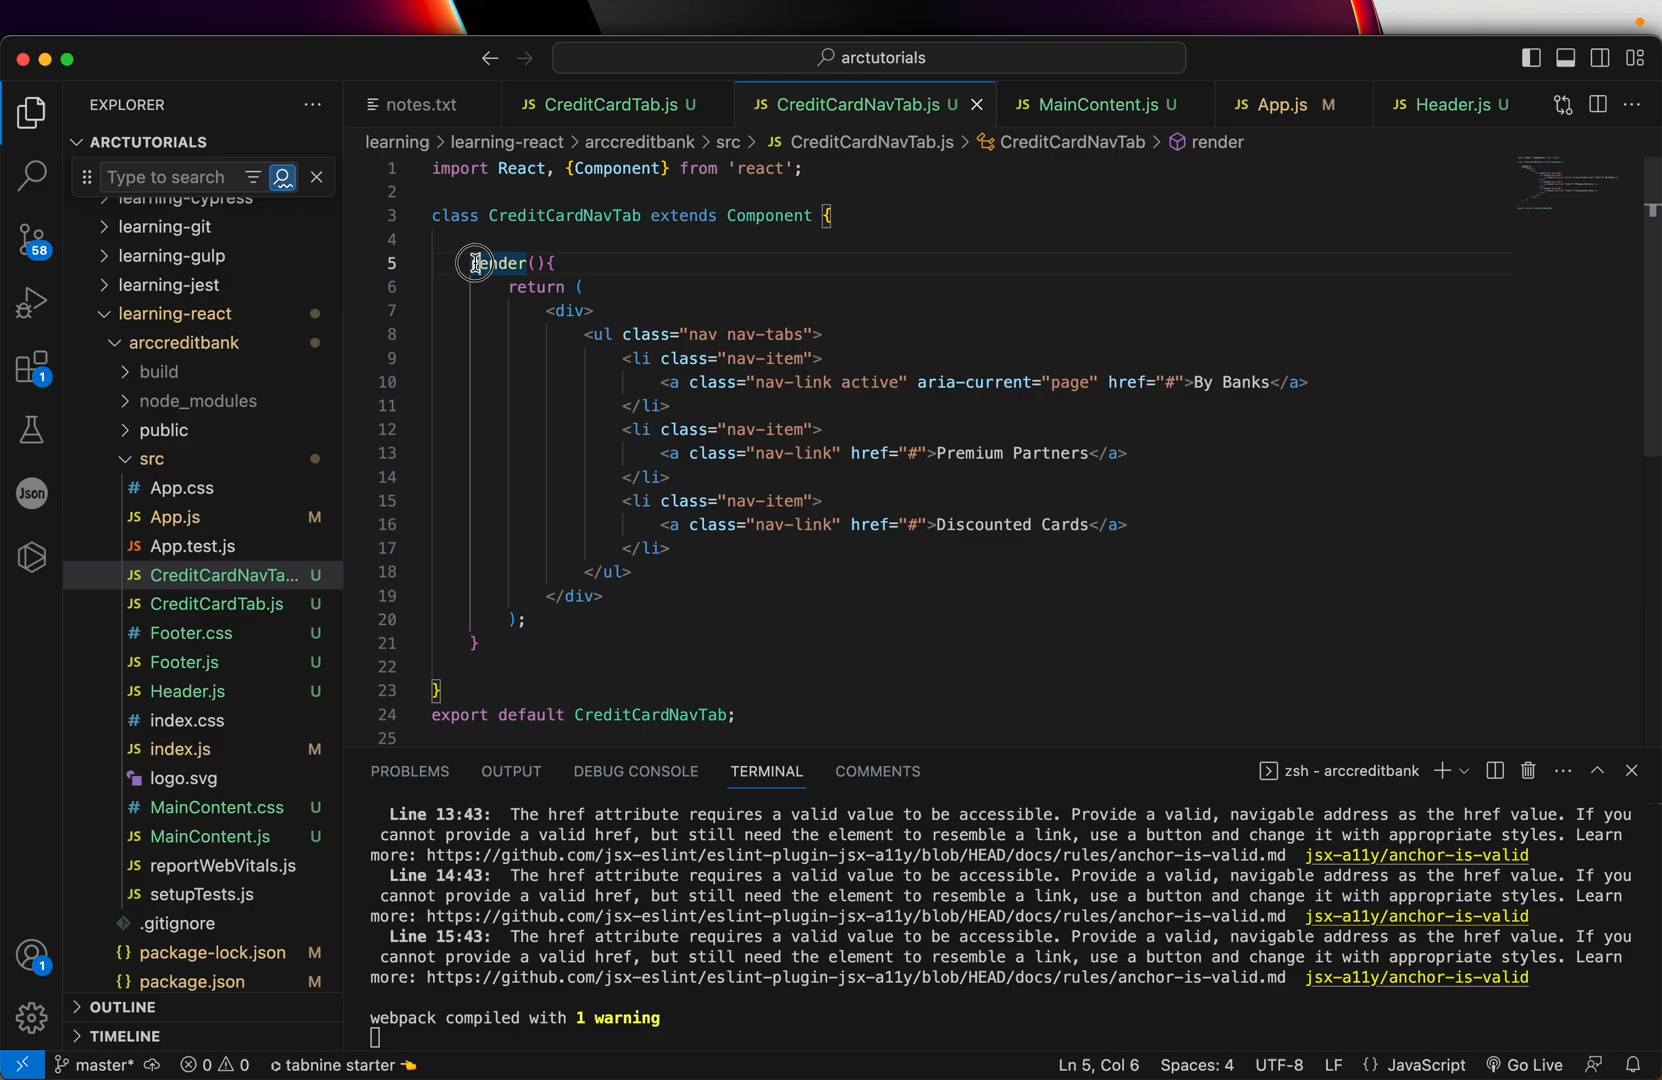 arctutorials
EXPLORER
notes.txt
JS CreditCardTab.js U
JS CreditCardNavTab.js U
JS MainContent.js U
JS App.js M
JS Header.js U
ARCTUTORIALS
learning > learning-react > arccreditbank > src > JS CreditCardNavTab.js > CreditCardNavTab > render
Type to search
learning-cypress
learning-git
learning-gulp
learning-jest
learning-react
arccreditbank
build
node_modules
public
src
# App.css
JS App.js M
JS App.test.js
JS CreditCardNavTa... U
JS CreditCardTab.js U
# Footer.css U
JS Footer.js U
JS Header.js U
# index.css
JS index.js M
logo.svg
# MainContent.css U
JS MainContent.js U
JS reportWebVitals.js
JS setupTests.js
.gitignore
{} package-lock.json M
{} package.json M
OUTLINE
TIMELINE
58
1
Json
1
1 import React, {Component} from 'react';
2
3 class CreditCardNavTab extends Component {
4
5 render(){
6 return (
7 <div>
8 <ul class="nav nav-tabs">
9 <li class="nav-item">
10 <a class="nav-link active" aria-current="page" href="#">By Banks</a>
11 </li>
12 <li class="nav-item">
13 <a class="nav-link" href="#">Premium Partners</a>
14 </li>
15 <li class="nav-item">
16 <a class="nav-link" href="#">Discounted Cards</a>
17 </li>
18 </ul>
19 </div>
20 );
21 }
22
23 }
24 export default CreditCardNavTab;
25
PROBLEMS OUTPUT DEBUG CONSOLE TERMINAL COMMENTS
zsh - arccreditbank
Line 13:43: The href attribute requires a valid value to be accessible. Provide a valid, navigable address as the href value. If you
cannot provide a valid href, but still need the element to resemble a link, use a button and change it with appropriate styles. Learn
more: https://github.com/jsx-eslint/eslint-plugin-jsx-a11y/blob/HEAD/docs/rules/anchor-is-valid.md jsx-a11y/anchor-is-valid
Line 14:43: The href attribute requires a valid value to be accessible. Provide a valid, navigable address as the href value. If you
cannot provide a valid href, but still need the element to resemble a link, use a button and change it with appropriate styles. Learn
more: https://github.com/jsx-eslint/eslint-plugin-jsx-a11y/blob/HEAD/docs/rules/anchor-is-valid.md jsx-a11y/anchor-is-valid
Line 15:43: The href attribute requires a valid value to be accessible. Provide a valid, navigable address as the href value. If you
cannot provide a valid href, but still need the element to resemble a link, use a button and change it with appropriate styles. Learn
more: https://github.com/jsx-eslint/eslint-plugin-jsx-a11y/blob/HEAD/docs/rules/anchor-is-valid.md jsx-a11y/anchor-is-valid
webpack compiled with 1 warning
master* 0 0 tabnine starter
Ln 5, Col 6 Spaces: 4 UTF-8 LF {} JavaScript Go Live